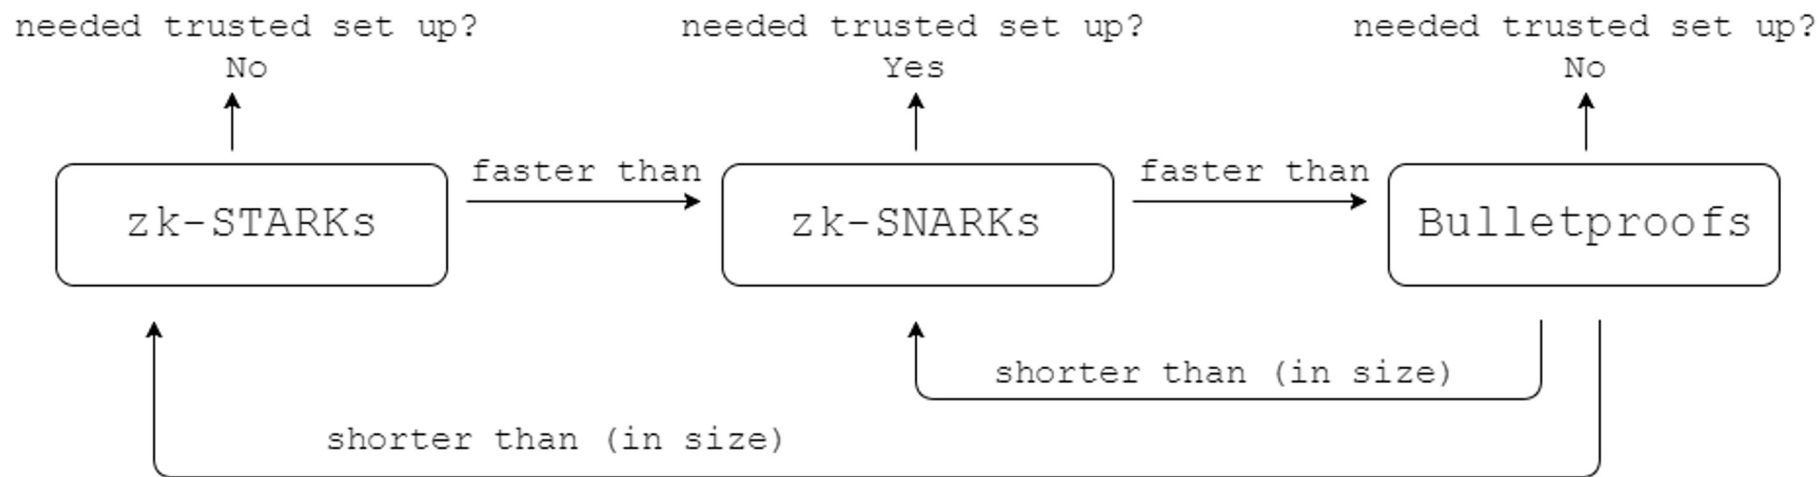 needed trusted set up?
No
needed trusted set up?
Yes
needed trusted set up?
No
zk-STARKs
faster than
zk-SNARKs
faster than
Bulletproofs
shorter than (in size)
shorter than (in size)